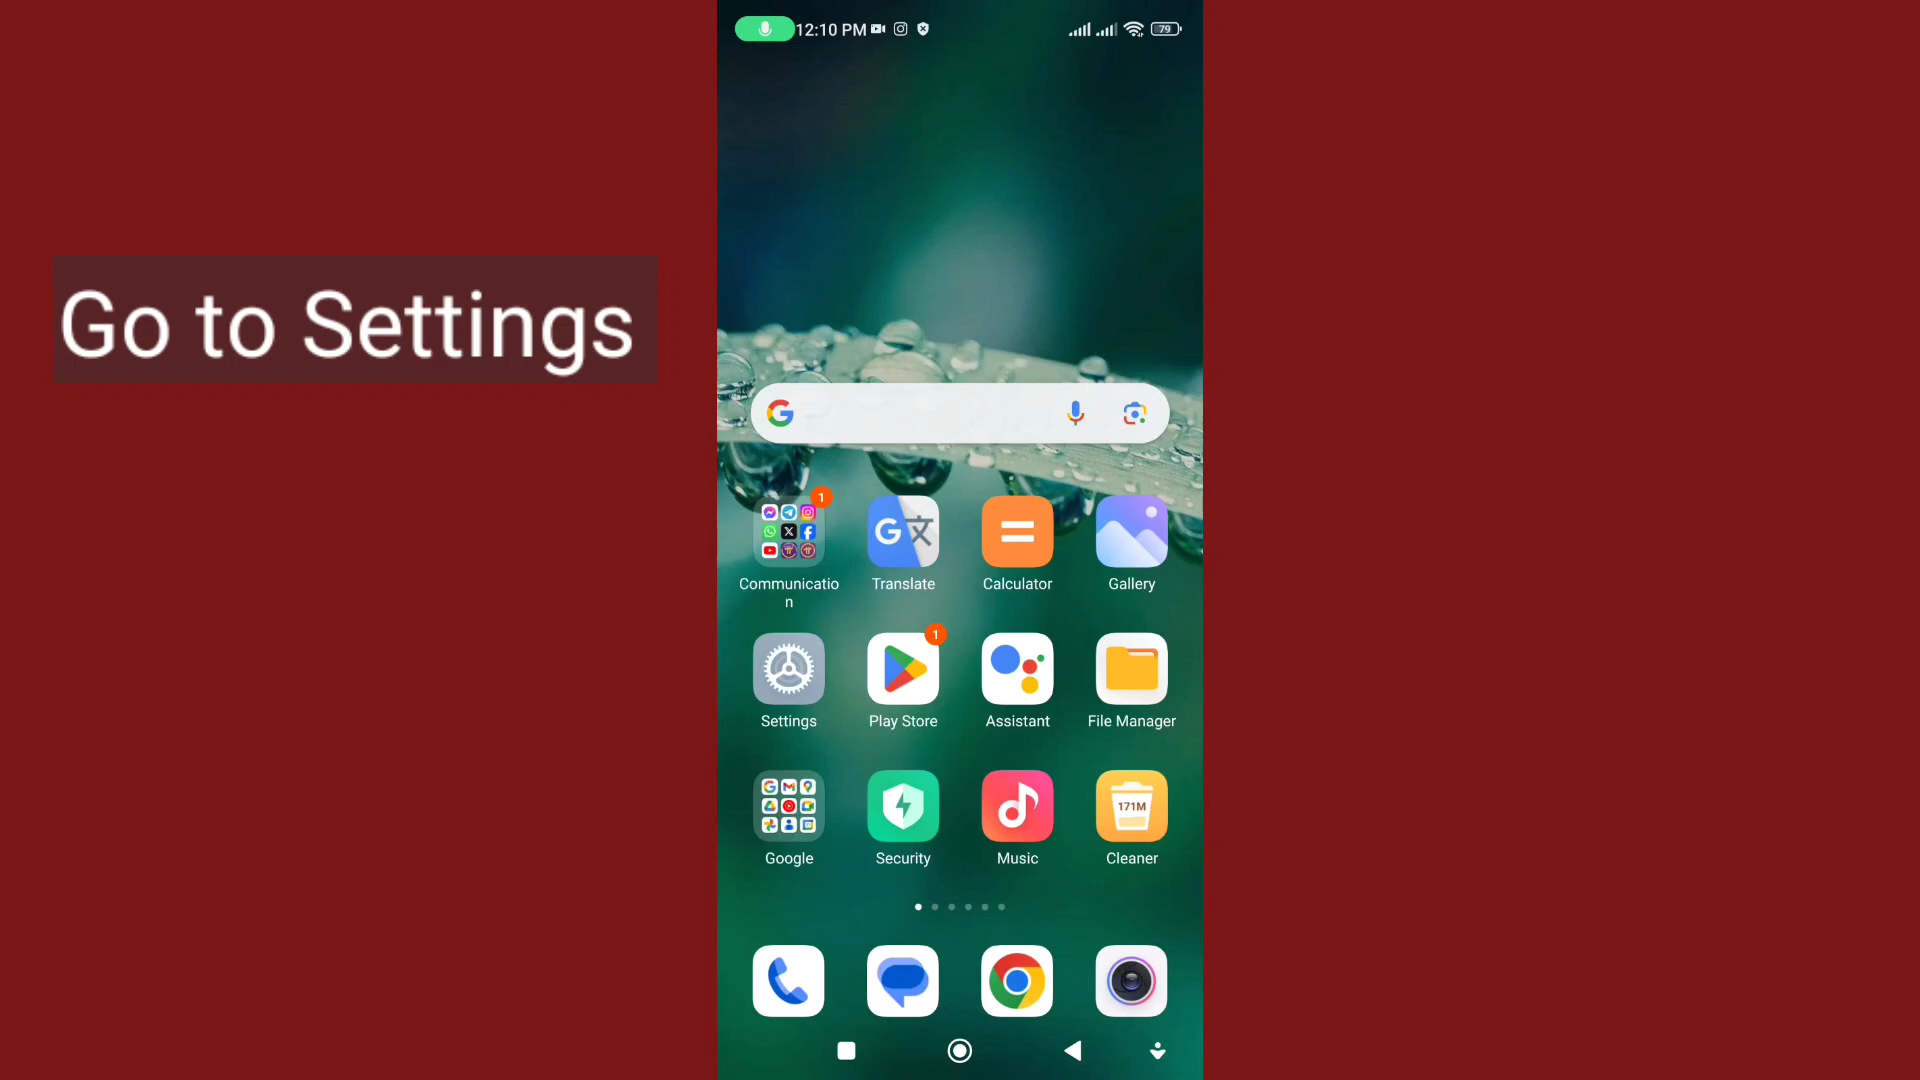 12:10 PM
79
Go to Settings
1
Communicatio
n
Translate
Calculator
Gallery
1
Settings
Play Store
Assistant
File Manager
171M
Google
Security
Music
Cleaner